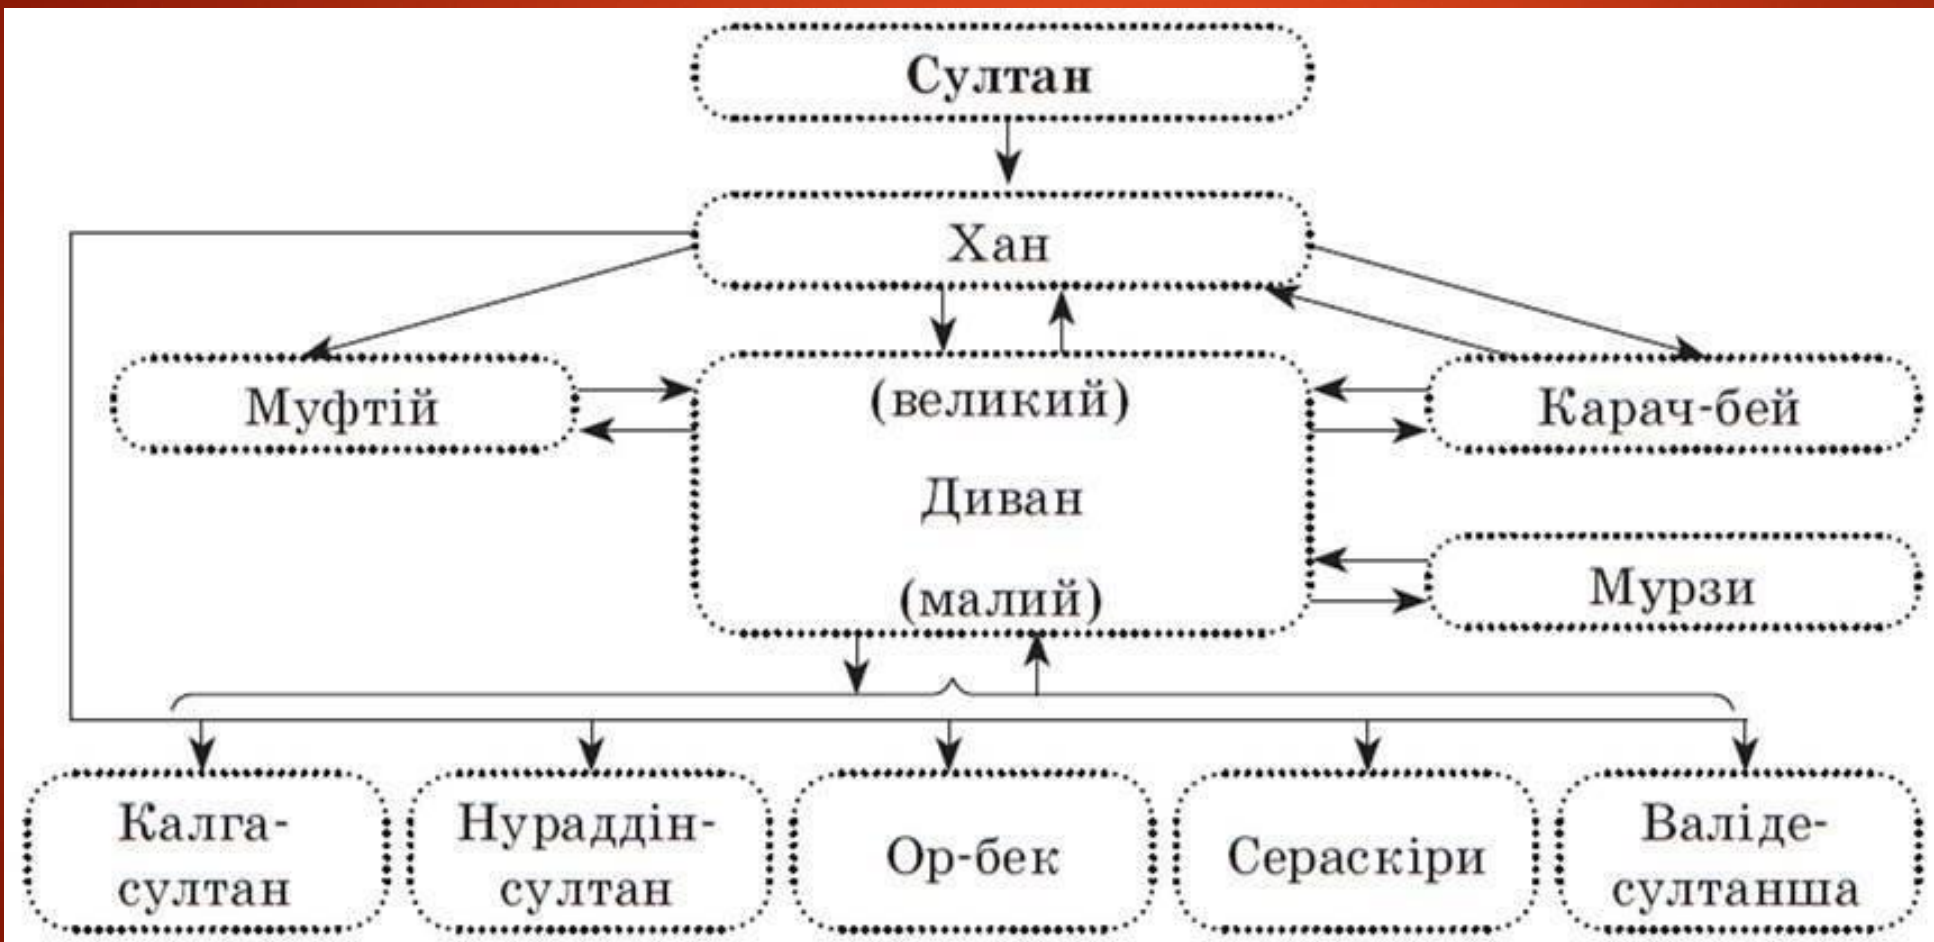 Султан
Хан
Муфтій
(великий)
Карач-бей
Диван
Мурзи
(малий)
Калга-
султан
Нураддін-
султан
Ор-бек
Сераскіри
Валіде-
султанша